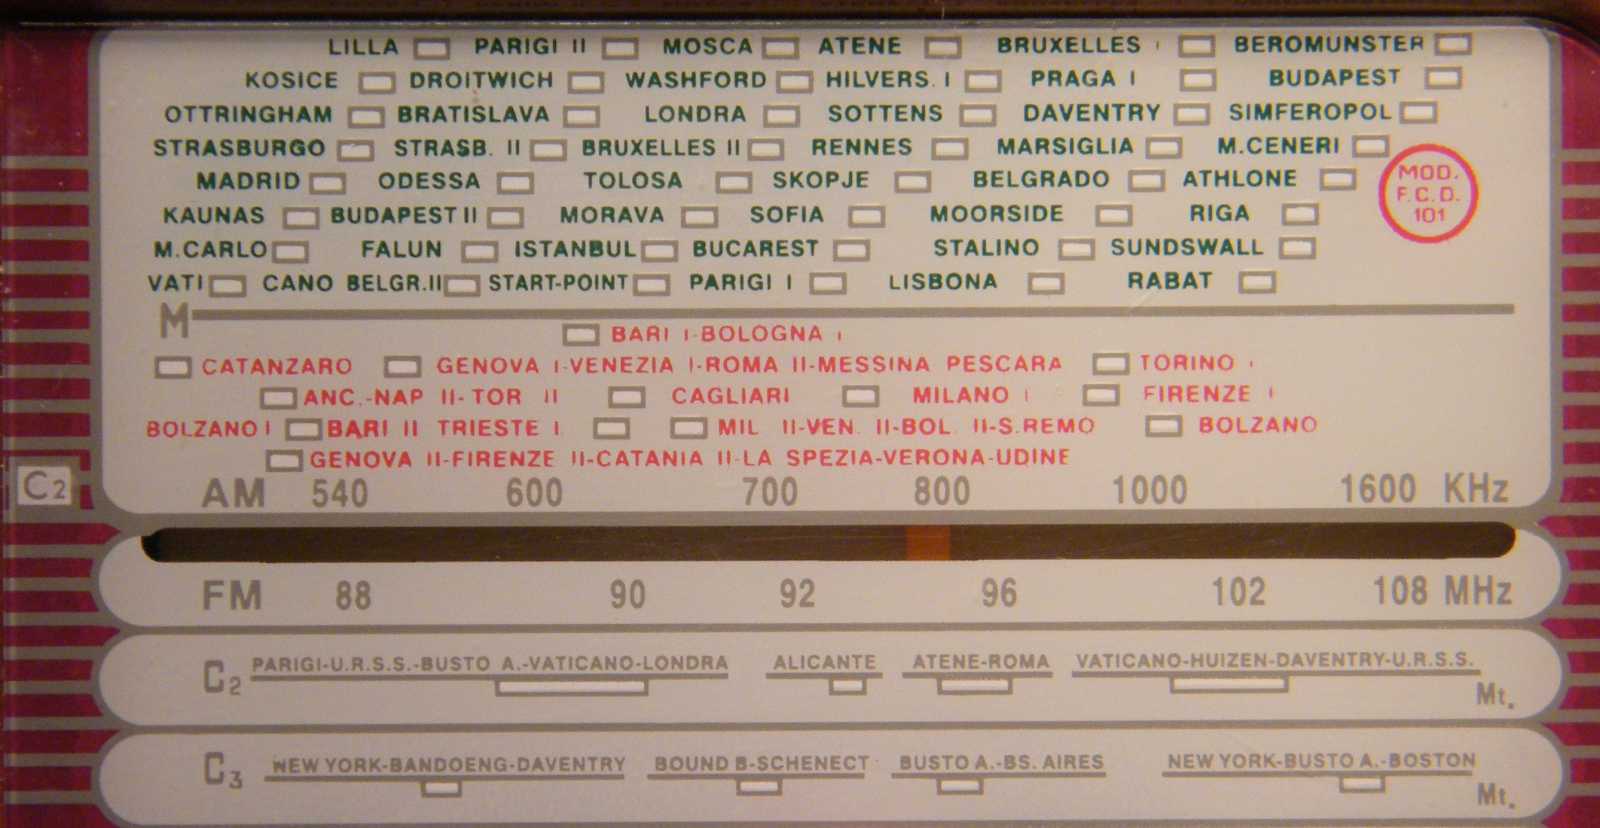 LILLA PARIGI II MOSCA ATENE BRUXELLES I BEROMUNSTER
KOSICE DROITWICH WASHFORD HILVERS. I PRAGA I BUDAPEST
OTTRINGHAM BRATISLAVA LONDRA SOTTENS DAVENTRY SIMFEROPOL
STRASBURGO STRASB. II BRUXELLES II RENNES MARSIGLIA M.CENERI
MADRID ODESSA TOLOSA SKOPJE BELGRADO ATHLONE
MOD.
F.C.D.
101
KAUNAS BUDAPEST II MORAVA SOFIA MOORSIDE RIGA
M.CARLO FALUN ISTANBUL BUCAREST STALINO SUNDSWALL
VATI CANO BELGR.II START-POINT PARIGI I LISBONA RABAT
M
BARI I-BOLOGNA I
CATANZARO GENOVA I-VENEZIA I-ROMA II-MESSINA PESCARA TORINO I
ANC.-NAP II-TOR II CAGLIARI MILANO I FIRENZE I
BOLZANO I BARI II TRIESTE I MIL II-VEN. II-BOL. II-S.REMO BOLZANO
GENOVA II-FIRENZE II-CATANIA II-LA SPEZIA-VERONA-UDINE
C2
AM 540 600 700 800 1000 1600 KHz
FM 88 90 92 96 102 108 MHz
C2 PARIGI-U.R.S.S.-BUSTO A.-VATICANO-LONDRA ALICANTE ATENE-ROMA VATICANO-HUIZEN-DAVENTRY-U.R.S.S.
Mt.
C3 NEW YORK-BANDOENG-DAVENTRY BOUND B-SCHENECT BUSTO A.-BS. AIRES NEW YORK-BUSTO A.-BOSTON
Mt.